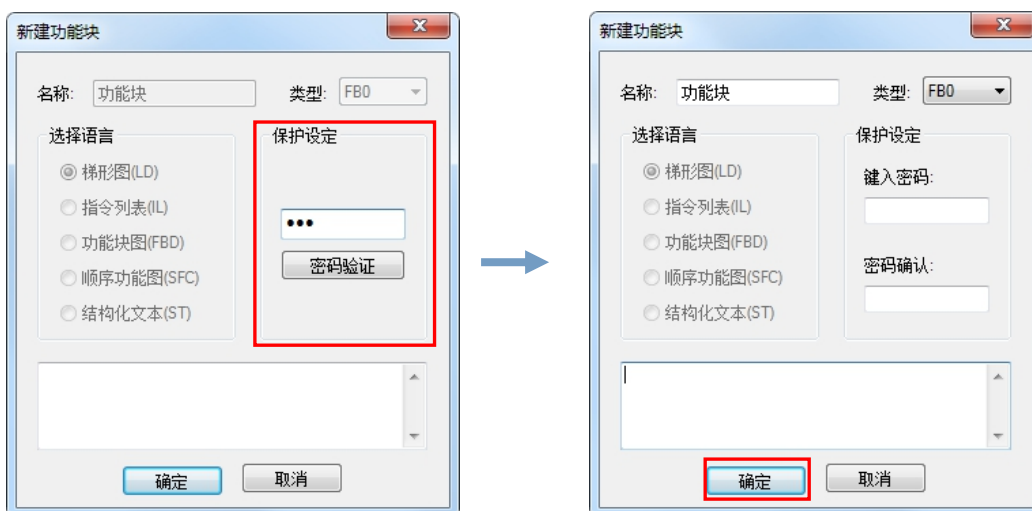 新建功能块
名称: 功能块 类型: FB0
选择语言
梯形图(LD)
指令列表(IL)
功能块图(FBD)
顺序功能图(SFC)
结构化文本(ST)
保护设定
●●●
密码验证
确定 取消
新建功能块
名称: 功能块 类型: FB0
选择语言
梯形图(LD)
指令列表(IL)
功能块图(FBD)
顺序功能图(SFC)
结构化文本(ST)
保护设定
键入密码:
密码确认:
确定 取消